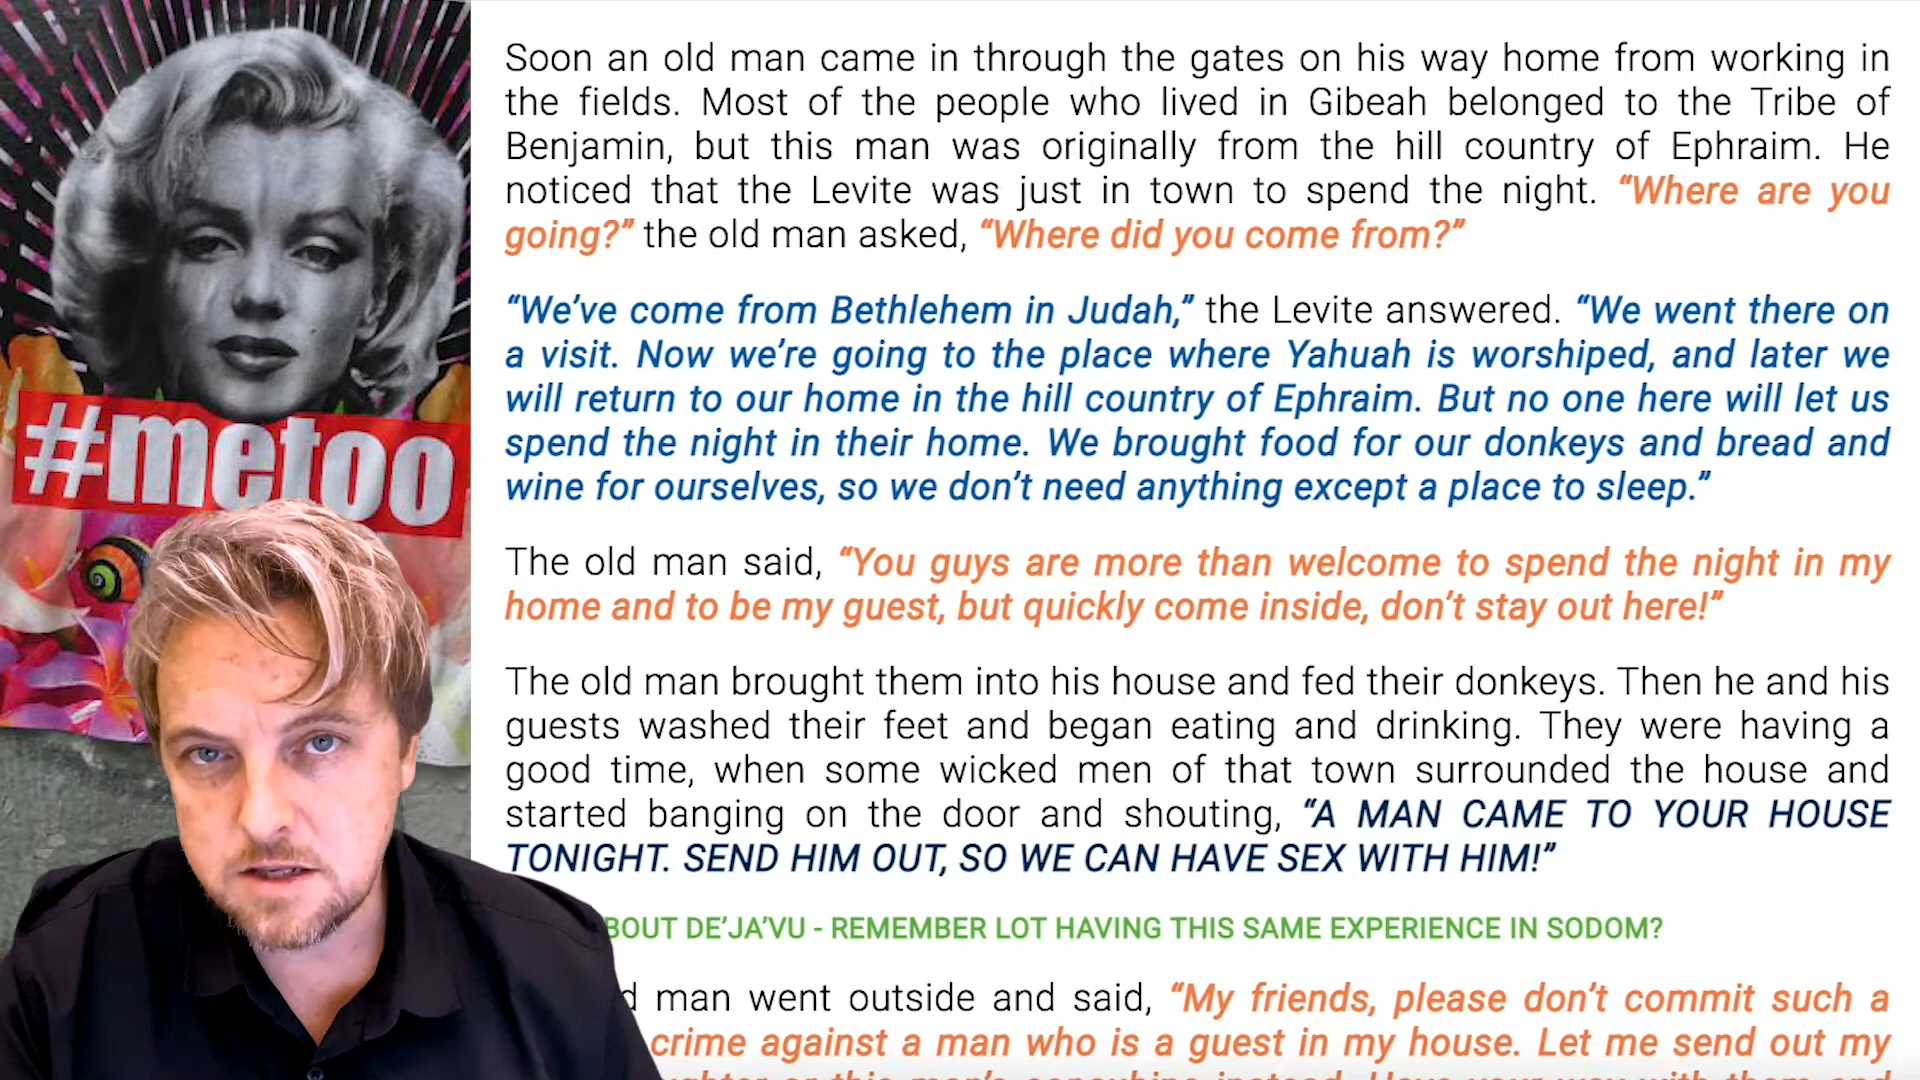 #metoo
Soon an old man came in through the gates on his way home from working in
the fields. Most of the people who lived in Gibeah belonged to the Tribe of
Benjamin, but this man was originally from the hill country of Ephraim. He
noticed that the Levite was just in town to spend the night. “Where are you
going?” the old man asked, “Where did you come from?”
“We’ve come from Bethlehem in Judah,” the Levite answered. “We went there on
a visit. Now we’re going to the place where Yahuah is worshiped, and later we
will return to our home in the hill country of Ephraim. But no one here will let us
spend the night in their home. We brought food for our donkeys and bread and
wine for ourselves, so we don’t need anything except a place to sleep.”
The old man said, “You guys are more than welcome to spend the night in my
home and to be my guest, but quickly come inside, don’t stay out here!”
The old man brought them into his house and fed their donkeys. Then he and his
guests washed their feet and began eating and drinking. They were having a
good time, when some wicked men of that town surrounded the house and
started banging on the door and shouting, “A MAN CAME TO YOUR HOUSE
TONIGHT. SEND HIM OUT, SO WE CAN HAVE SEX WITH HIM!”
BOUT DE’JA’VU - REMEMBER LOT HAVING THIS SAME EXPERIENCE IN SODOM?
d man went outside and said, “My friends, please don’t commit such a
crime against a man who is a guest in my house. Let me send out my